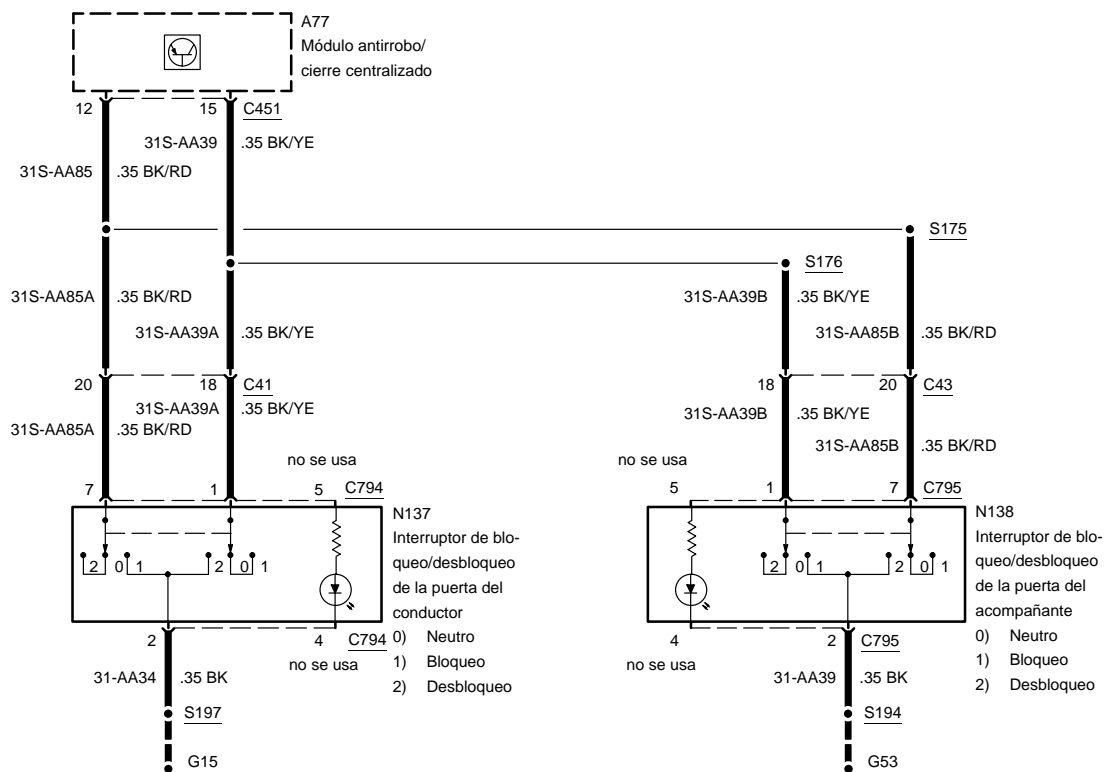 A77
Módulo antirrobo/
cierre centralizado
12
15
C451
31S-AA39
.35 BK/YE
31S-AA85
.35 BK/RD
S175
S176
31S-AA85A
.35 BK/RD
31S-AA39B
.35 BK/YE
31S-AA39A
.35 BK/YE
31S-AA85B
.35 BK/RD
20
18
C41
18
20
C43
31S-AA39A
.35 BK/YE
31S-AA39B
.35 BK/YE
31S-AA85A
.35 BK/RD
31S-AA85B
.35 BK/RD
no se usa
no se usa
7
1
5
C794
5
1
7
C795
N137
Interruptor de blo-
queo/desbloqueo
de la puerta del
conductor
0) Neutro
1) Bloqueo
2) Desbloqueo
N138
Interruptor de blo-
queo/desbloqueo
de la puerta del
acompañante
0) Neutro
1) Bloqueo
2) Desbloqueo
2
0
1
2
0
1
2
0
1
2
0
1
2
4
C794
4
2
C795
no se usa
no se usa
31-AA34
.35 BK
31-AA39
.35 BK
S197
S194
G15
G53